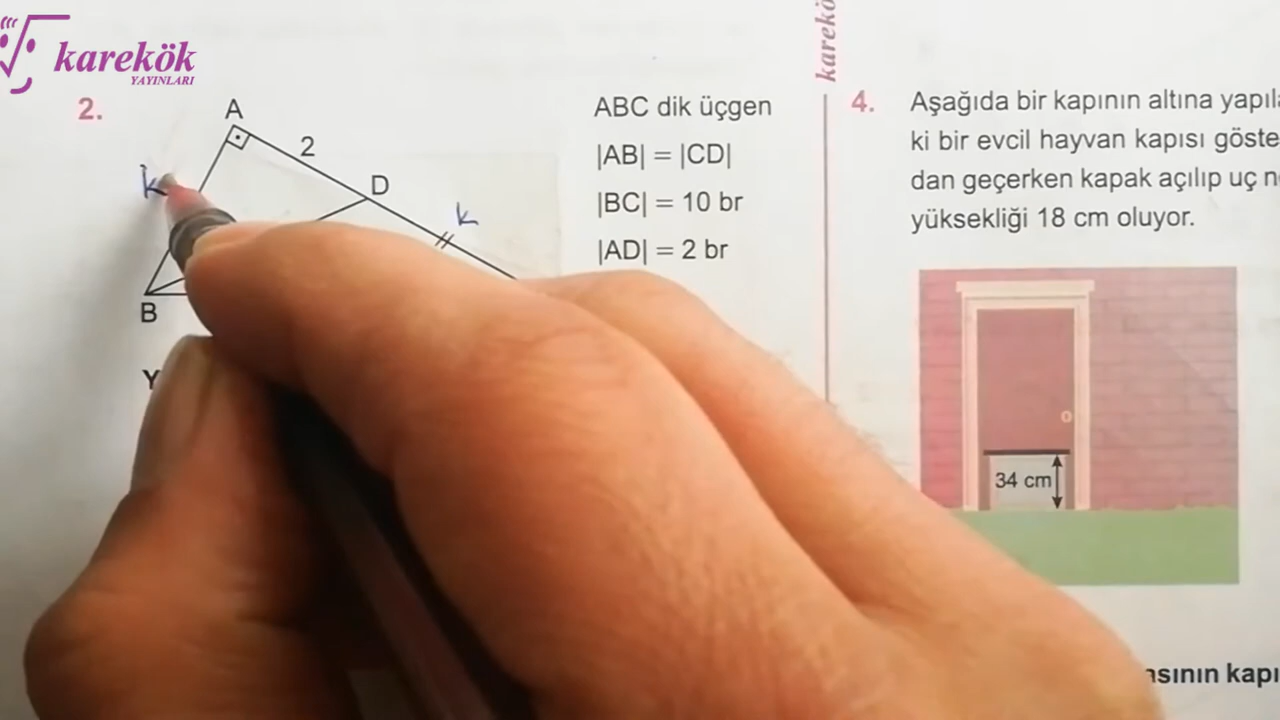 karekök
YAYINLARI
2.
A
2
D
k
k
B
ABC dik üçgen
|AB| = |CD|
|BC| = 10 br
|AD| = 2 br
karekö
4.
Aşağıda bir kapının altına yapıla
ki bir evcil hayvan kapısı göste
dan geçerken kapak açılıp uç n
yüksekliği 18 cm oluyor.
34 cm
asının kapı
Y